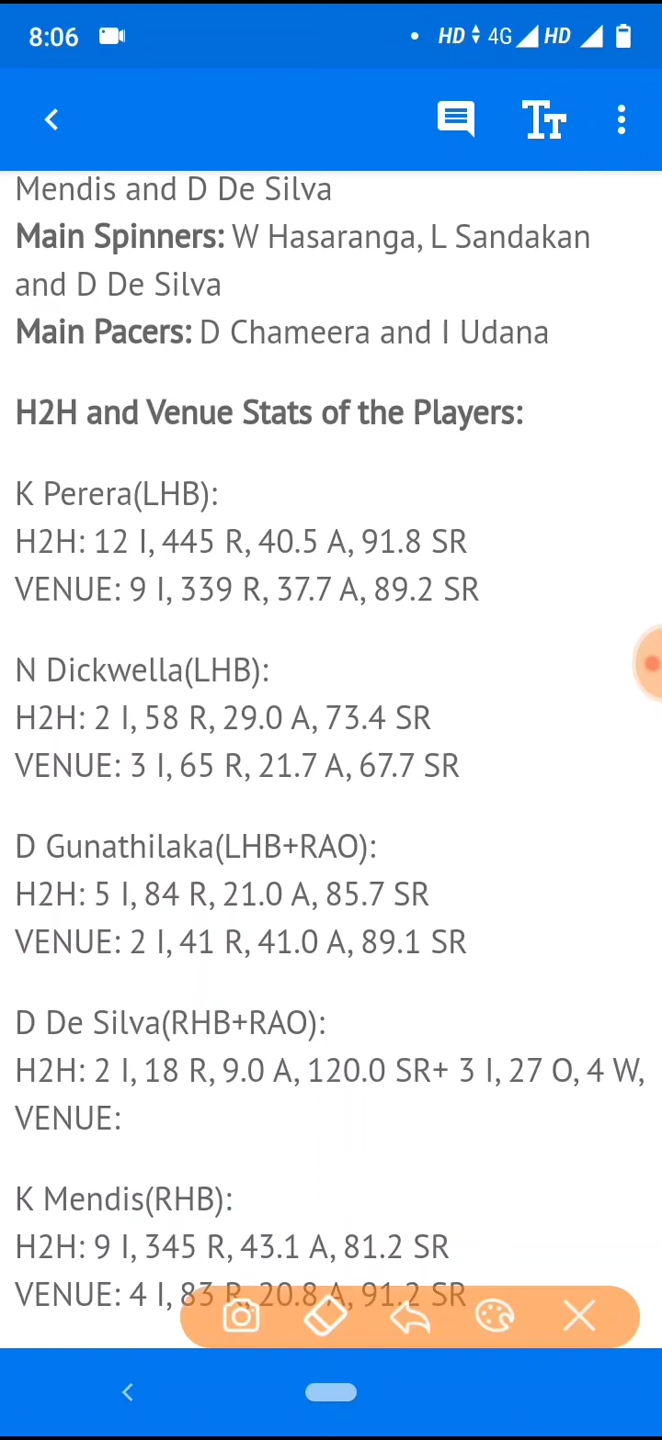 8:06
HD 4G HD
Mendis and D De Silva
Main Spinners: W Hasaranga, L Sandakan
and D De Silva
Main Pacers: D Chameera and I Udana
H2H and Venue Stats of the Players:
K Perera(LHB):
H2H: 12 I, 445 R, 40.5 A, 91.8 SR
VENUE: 9 I, 339 R, 37.7 A, 89.2 SR
N Dickwella(LHB):
H2H: 2 I, 58 R, 29.0 A, 73.4 SR
VENUE: 3 I, 65 R, 21.7 A, 67.7 SR
D Gunathilaka(LHB+RAO):
H2H: 5 I, 84 R, 21.0 A, 85.7 SR
VENUE: 2 I, 41 R, 41.0 A, 89.1 SR
D De Silva(RHB+RAO):
H2H: 2 I, 18 R, 9.0 A, 120.0 SR+ 3 I, 27 O, 4 W,
VENUE:
K Mendis(RHB):
H2H: 9 I, 345 R, 43.1 A, 81.2 SR
VENUE: 4 I, 83 R, 20.8 A, 91.2 SR